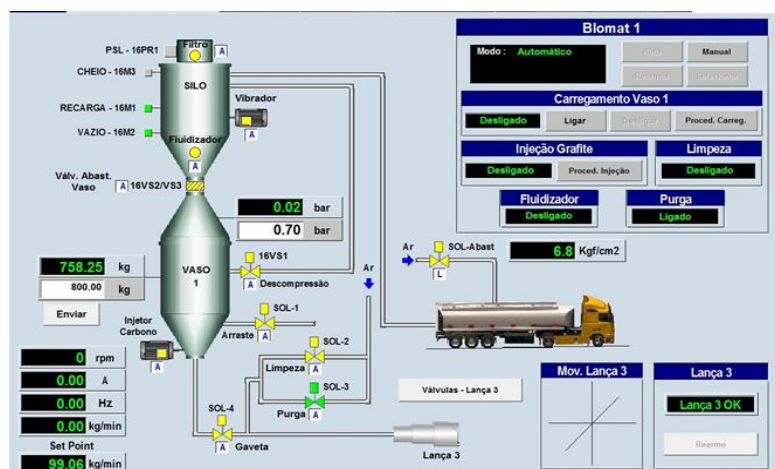 Blomat 1
Modo : Automático
Auto
Manual
Carregamento Vaso 1
Desligado
Ligar
Desligar
Proced. Carreg.
Injeção Grafite
Desligado
Proced. Injeção
Limpeza
Desligado
Fluidizador
Desligado
Purga
Ligado
PSL - 16PR1
Filtro
A
CHEIO - 16M3
SILO
RECARGA - 16M1
Vibrador
A
VAZIO - 16M2
Fluidizador
A
Válv. Abast.
Vaso
A
16VS2/VS3
0.02 bar
0.70 bar
758.25 kg
800.00 kg
Enviar
VASO
1
16VS1
A
Descompressão
Ar
Ar
SOL-Abast
L
6.8 Kgf/cm2
SOL-1
Arraste
A
Injetor
Carbono
A
SOL-2
Limpeza
A
SOL-3
Purga
A
SOL-4
A
Gaveta
0 rpm
0.00 A
0.00 Hz
0.00 kg/min
Set Point
99.06 kg/min
Válvulas - Lança 3
Lança 3
Mov. Lança 3
Lança 3
Lança 3 OK
Rearme